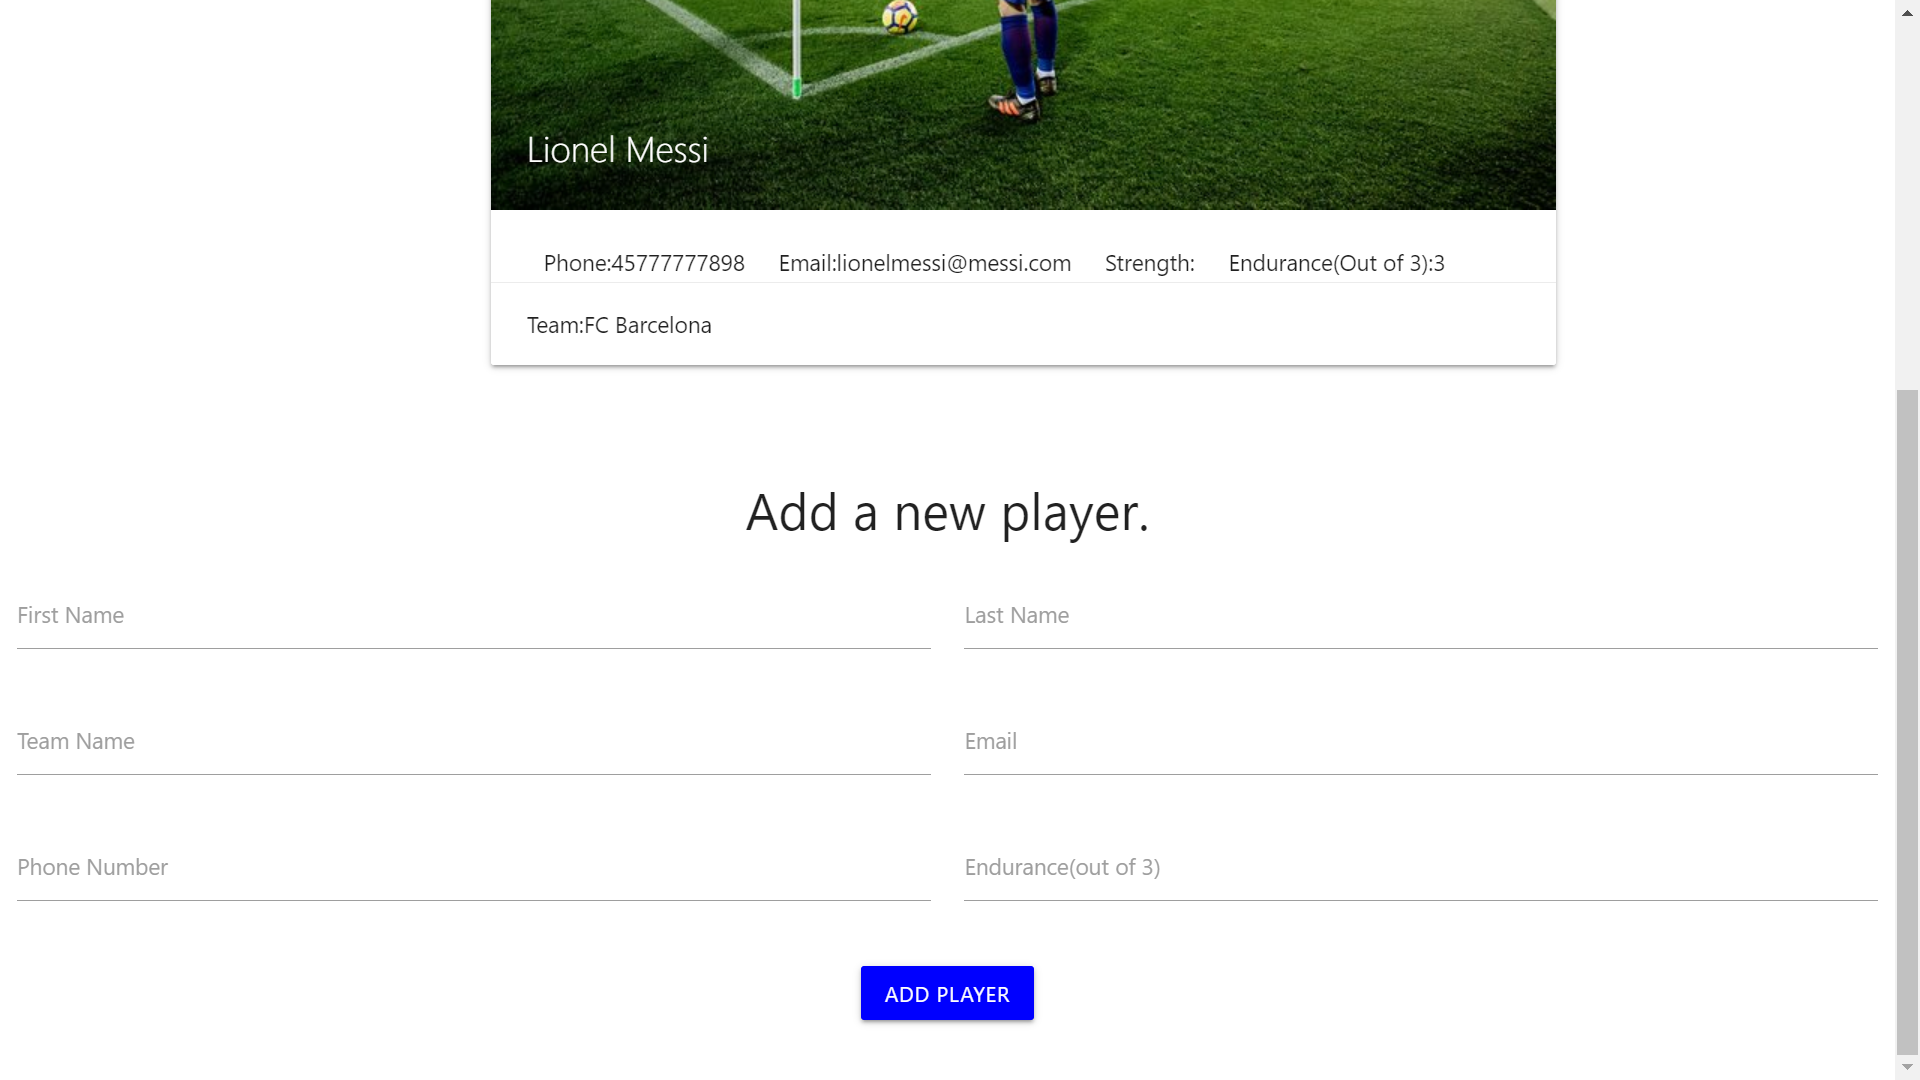 Lionel Messi
Phone:45777777898 Email:lionelmessi@messi.com Strength: Endurance(Out of 3):3
Team:FC Barcelona
Add a new player.
First Name Last Name
Team Name Email
Phone Number Endurance(out of 3)
ADD PLAYER